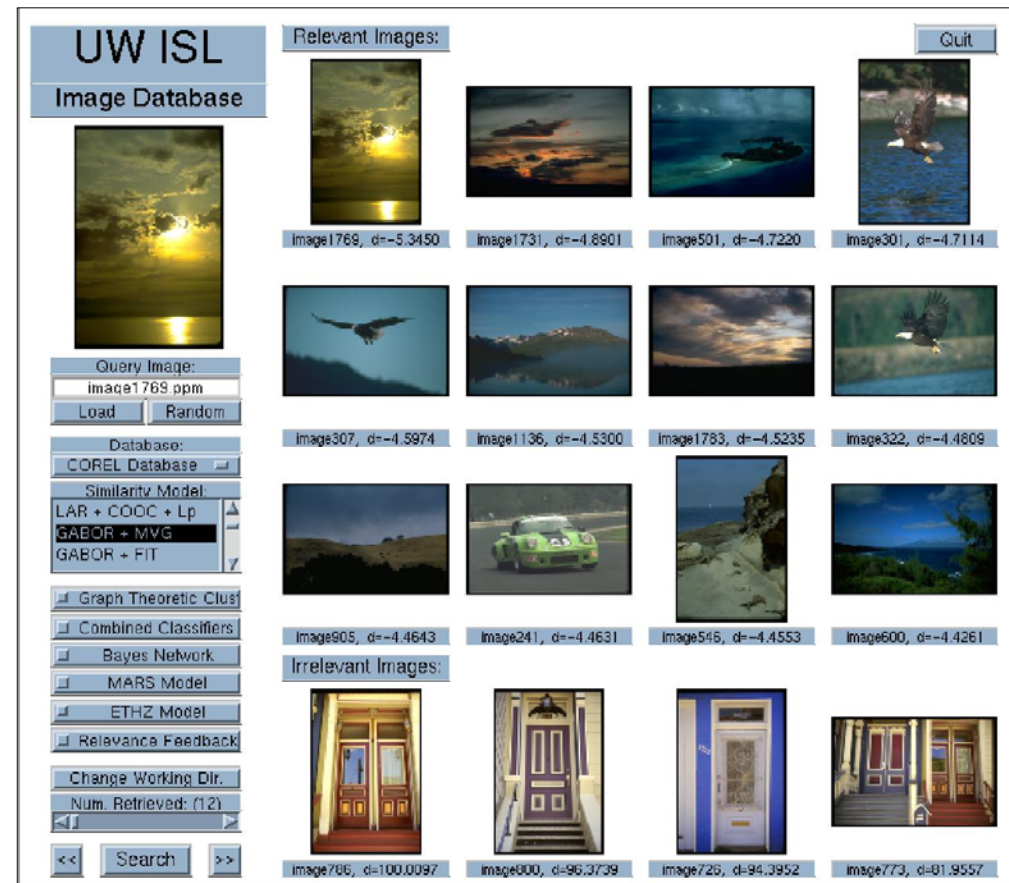 UW ISL
Image Database
Query Image:
image1769.ppm
Load Random
Database:
COREL Database
Similarity Model:
LAR + COOC + Lp
GABOR + MVG
GABOR + FIT
Graph Theoretic Clust
Combined Classifiers
Bayes Network
MARS Model
ETHZ Model
Relevance Feedback
Change Working Dir.
Num. Retrieved: (12)
<< Search >>
Relevant Images:
Quit
image1769, d=-5.3450 image1731, d=-4.8901 image501, d=-4.7220 image301, d=-4.7114
image307, d=-4.5974 image1136, d=-4.5300 image1783, d=-4.5235 image322, d=-4.4809
image905, d=-4.4643 image241, d=-4.4631 image546, d=-4.4553 image600, d=-4.4261
Irrelevant Images:
image786, d=100.0097 image800, d=96.3739 image726, d=94.3952 image773, d=81.9557